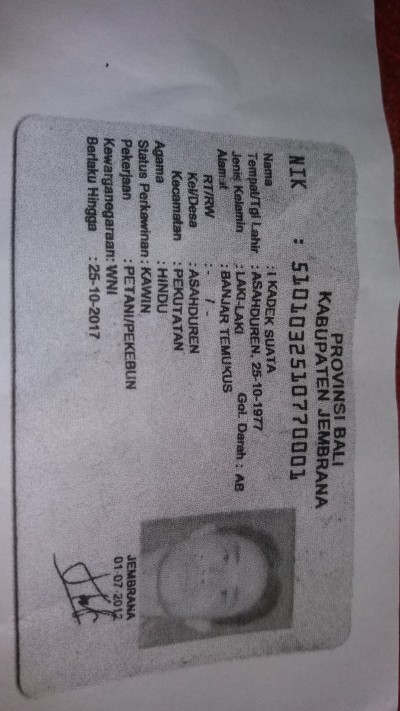 PROVINSI BALI
KABUPATEN JEMBRANA
NIK : 5101032510770001
Nama : I KADEK SUATA
Tempat/Tgl Lahir : ASAHDUREN, 25-10-1977
Jenis Kelamin : LAKI-LAKI Gol. Darah : AB
Alamat : BANJAR TEMUKUS
RT/RW : - / -
Kel/Desa : ASAHDUREN
Kecamatan : PEKUTATAN
Agama : HINDU
Status Perkawinan : KAWIN
Pekerjaan : PETANI/PEKEBUN
Kewarganegaraan: WNI
Berlaku Hingga : 25-10-2017
JEMBRANA
01-07-2012